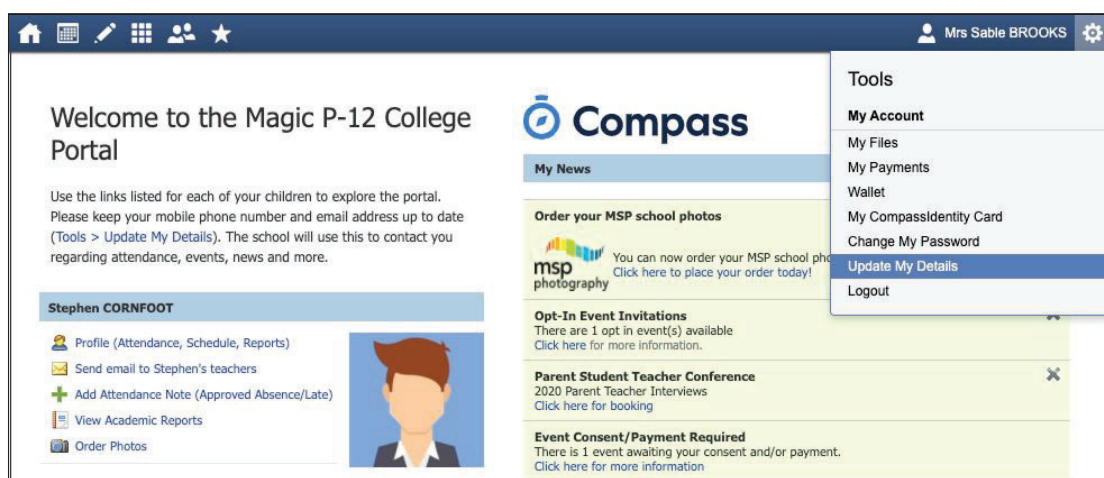 Mrs Sable BROOKS
Welcome to the Magic P-12 College
Portal
Use the links listed for each of your children to explore the portal.
Please keep your mobile phone number and email address up to date
(Tools > Update My Details). The school will use this to contact you
regarding attendance, events, news and more.
Stephen CORNFOOT
Profile (Attendance, Schedule, Reports)
Send email to Stephen's teachers
Add Attendance Note (Approved Absence/Late)
View Academic Reports
Order Photos
Compass
My News
Order your MSP school photos
msp
photography
You can now order your MSP school
Click here to place your order today!
Opt-In Event Invitations
There are 1 opt in event(s) available
Click here for more information.
Parent Student Teacher Conference
2020 Parent Teacher Interviews
Click here for booking
Event Consent/Payment Required
There is 1 event awaiting your consent and/or payment.
Click here for more information
Tools
My Account
My Files
My Payments
Wallet
My CompassIdentity Card
Change My Password
Update My Details
Logout